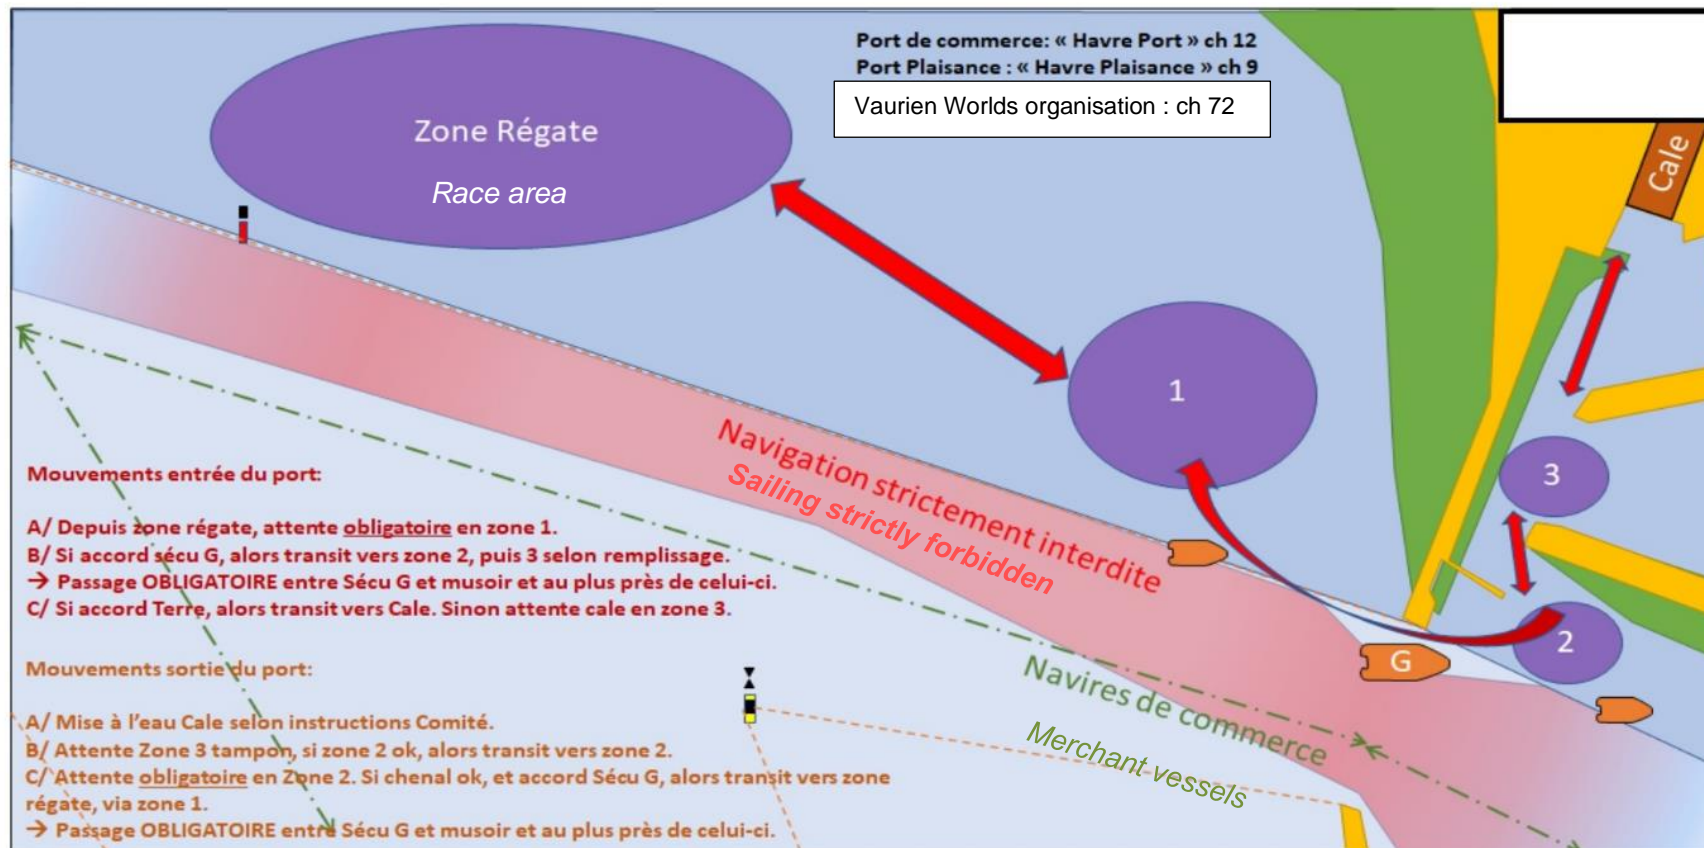 Port de commerce: « Havre Port » ch 12
Port Plaisance : « Havre Plaisance » ch 9
Vaurien Worlds organisation : ch 72
Zone Régate
Race area
Cale
1
3
2
G
Navigation strictement interdite
Sailing strictly forbidden
Navires de commerce
Merchant vessels
Mouvements entrée du port:
A/ Depuis zone régate, attente obligatoire en zone 1.
B/ Si accord sécu G, alors transit vers zone 2, puis 3 selon remplissage.
→ Passage OBLIGATOIRE entre Sécu G et musoir et au plus près de celui-ci.
C/ Si accord Terre, alors transit vers Cale. Sinon attente cale en zone 3.
Mouvements sortie du port:
A/ Mise à l'eau Cale selon instructions Comité.
B/ Attente Zone 3 tampon, si zone 2 ok, alors transit vers zone 2.
C/ Attente obligatoire en Zone 2. Si chenal ok, et accord Sécu G, alors transit vers zone
régate, via zone 1.
→ Passage OBLIGATOIRE entre Sécu G et musoir et au plus près de celui-ci.